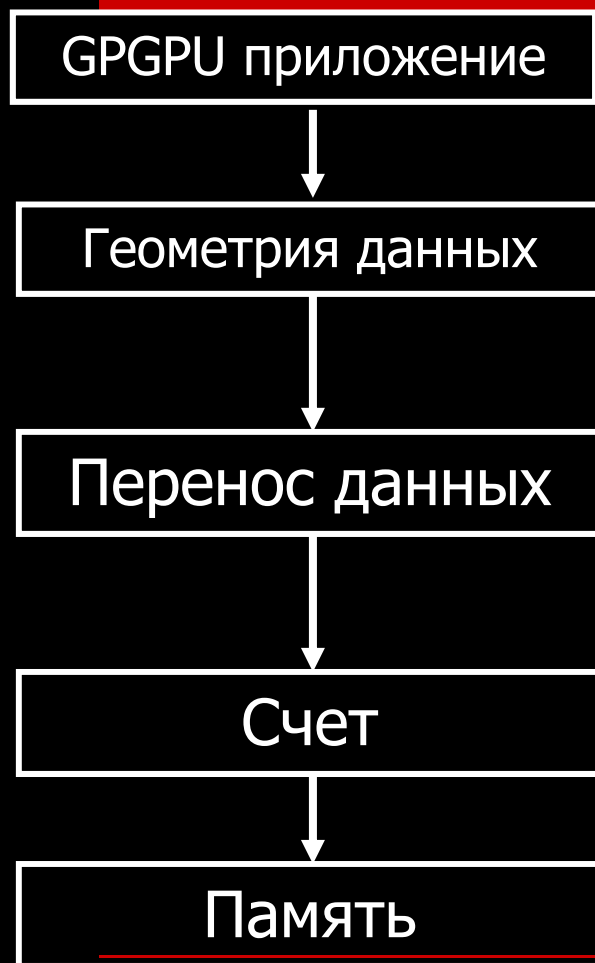 GPGPU приложение
Геометрия данных
Перенос данных
Счет
Память